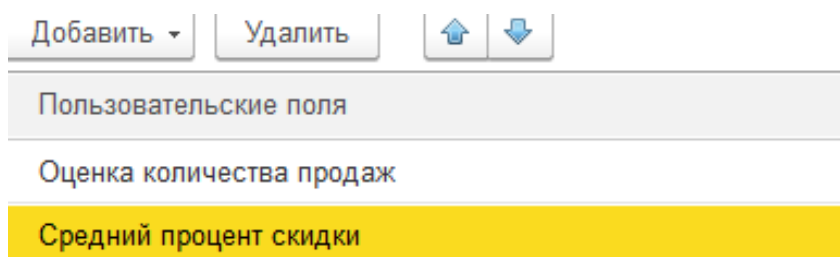 Добавить Удалить
Пользовательские поля
Оценка количества продаж
Средний процент скидки